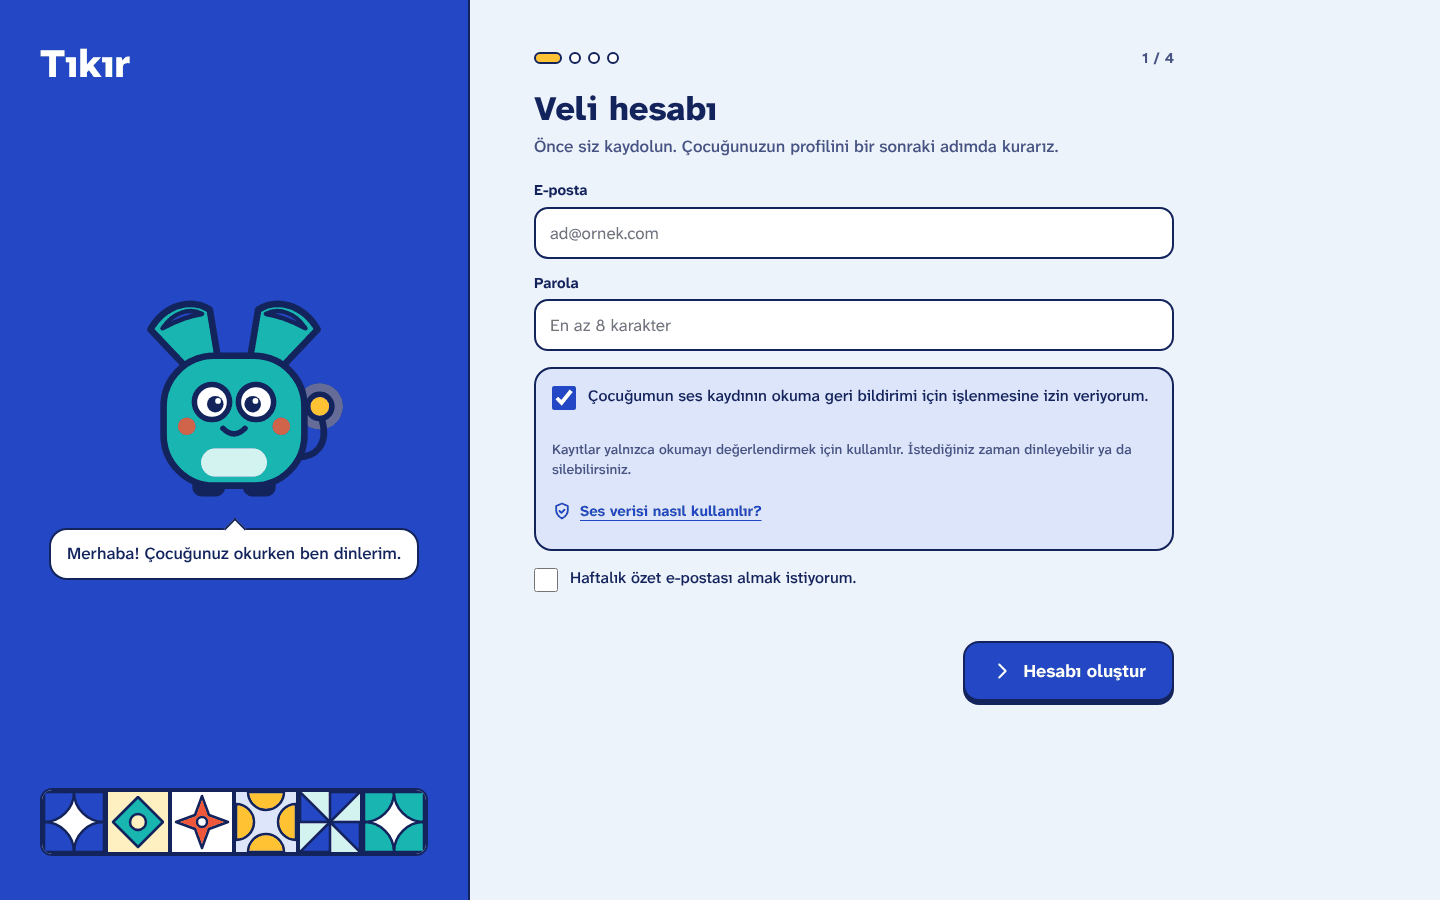 Tıkır
Merhaba! Çocuğunuz okurken ben dinlerim.
1 / 4
Veli hesabı
Önce siz kaydolun. Çocuğunuzun profilini bir sonraki adımda kurarız.
E-posta
ad@ornek.com
Parola
En az 8 karakter
Çocuğumun ses kaydının okuma geri bildirimi için işlenmesine izin veriyorum.
Kayıtlar yalnızca okumayı değerlendirmek için kullanılır. İstediğiniz zaman dinleyebilir ya da
silebilirsiniz.
Ses verisi nasıl kullanılır?
Haftalık özet e-postası almak istiyorum.
Hesabı oluştur